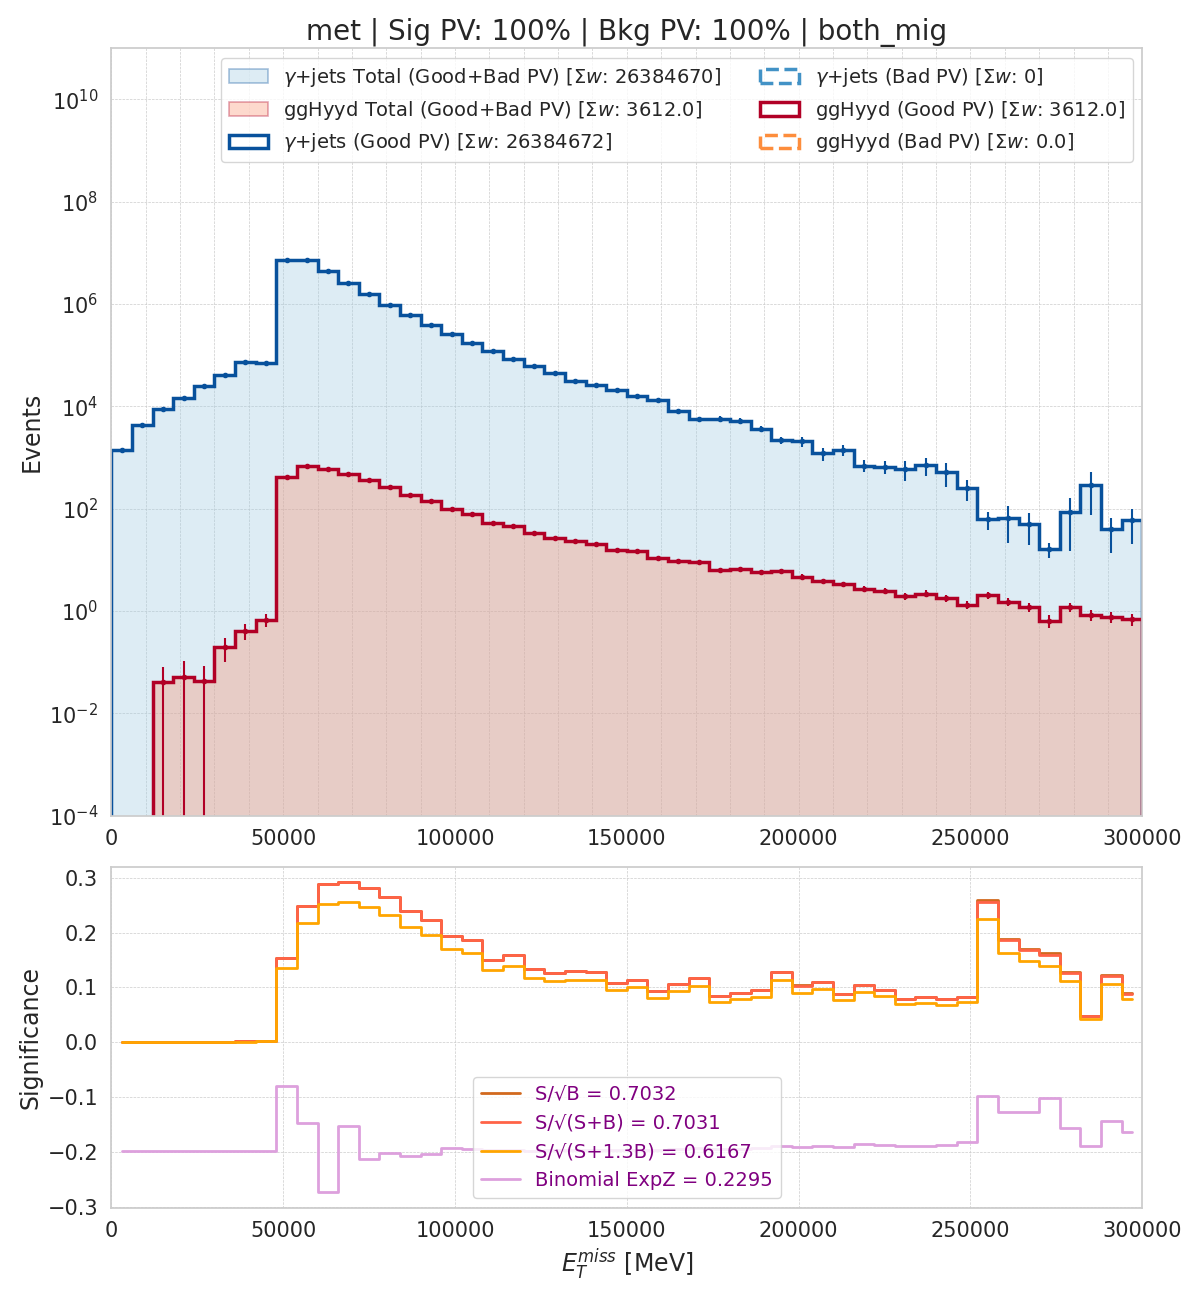 met | Sig PV: 100% | Bkg PV: 100% | both_mig
γ+jets Total (Good+Bad PV) [Σw: 26384670]
ggHyyd Total (Good+Bad PV) [Σw: 3612.0]
γ+jets (Good PV) [Σw: 26384672]
γ+jets (Bad PV) [Σw: 0]
ggHyyd (Good PV) [Σw: 3612.0]
ggHyyd (Bad PV) [Σw: 0.0]
Events
10^10
10^8
10^6
10^4
10^2
10^0
10^−2
10^−4
0 50000 100000 150000 200000 250000 300000
Significance
0.3
0.2
0.1
0.0
−0.1
−0.2
−0.3
S/√B = 0.7032
S/√(S+B) = 0.7031
S/√(S+1.3B) = 0.6167
Binomial ExpZ = 0.2295
0 50000 100000 150000 200000 250000 300000
E_T^miss [MeV]